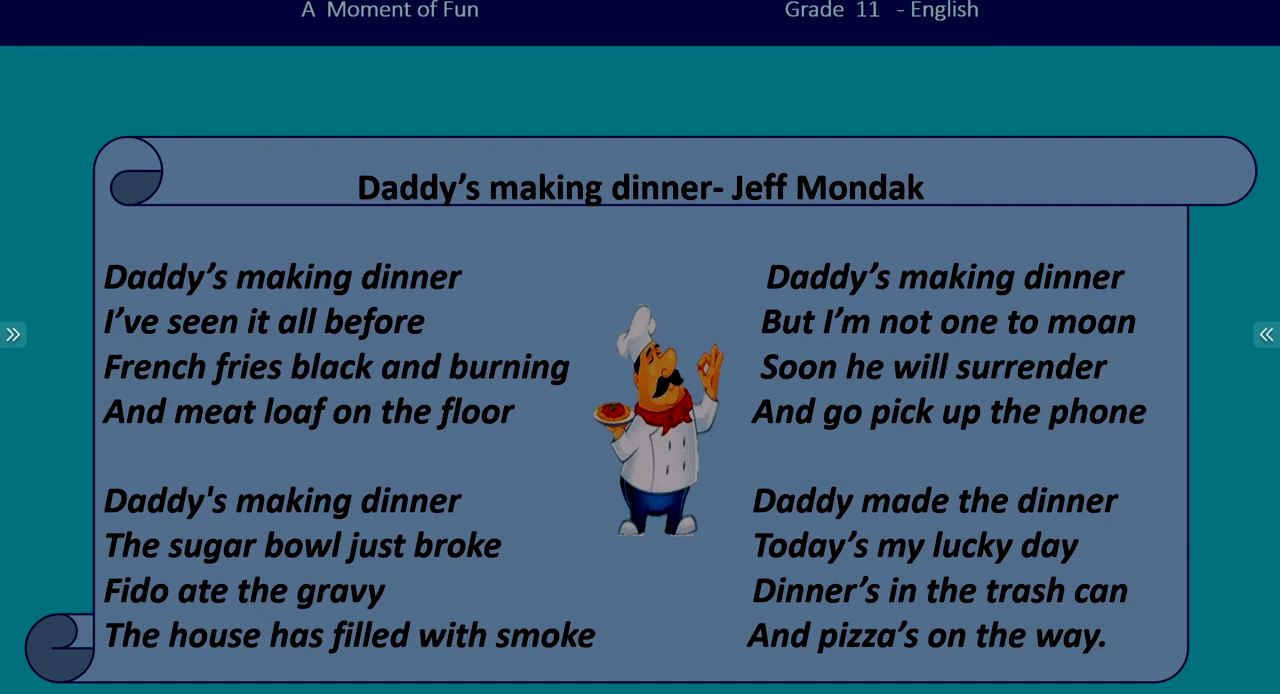 A Moment of Fun
Grade 11 - English
Daddy’s making dinner- Jeff Mondak
Daddy’s making dinner
I’ve seen it all before
French fries black and burning
And meat loaf on the floor
Daddy's making dinner
The sugar bowl just broke
Fido ate the gravy
The house has filled with smoke
Daddy’s making dinner
But I’m not one to moan
Soon he will surrender
And go pick up the phone
Daddy made the dinner
Today’s my lucky day
Dinner’s in the trash can
And pizza’s on the way.